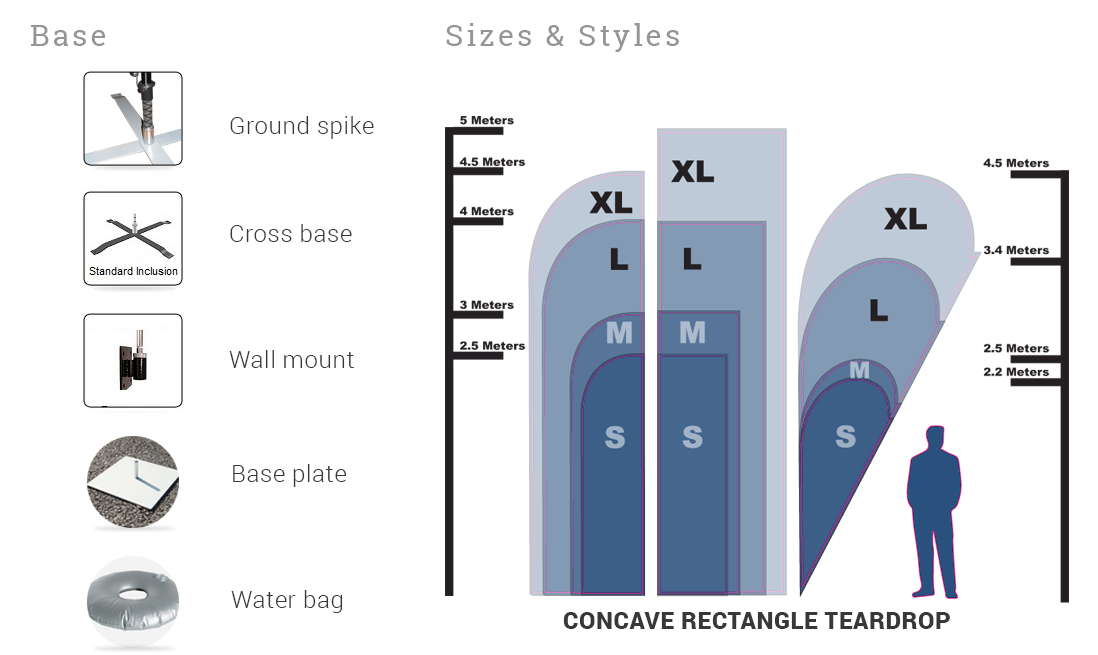 Base
Ground spike
Cross base
Standard Inclusion
Wall mount
Base plate
Water bag
Sizes & Styles
5 Meters
4.5 Meters
4 Meters
3 Meters
2.5 Meters
XL
L
M
S
XL
L
M
S
XL
L
M
S
4.5 Meters
3.4 Meters
2.5 Meters
2.2 Meters
CONCAVE RECTANGLE TEARDROP